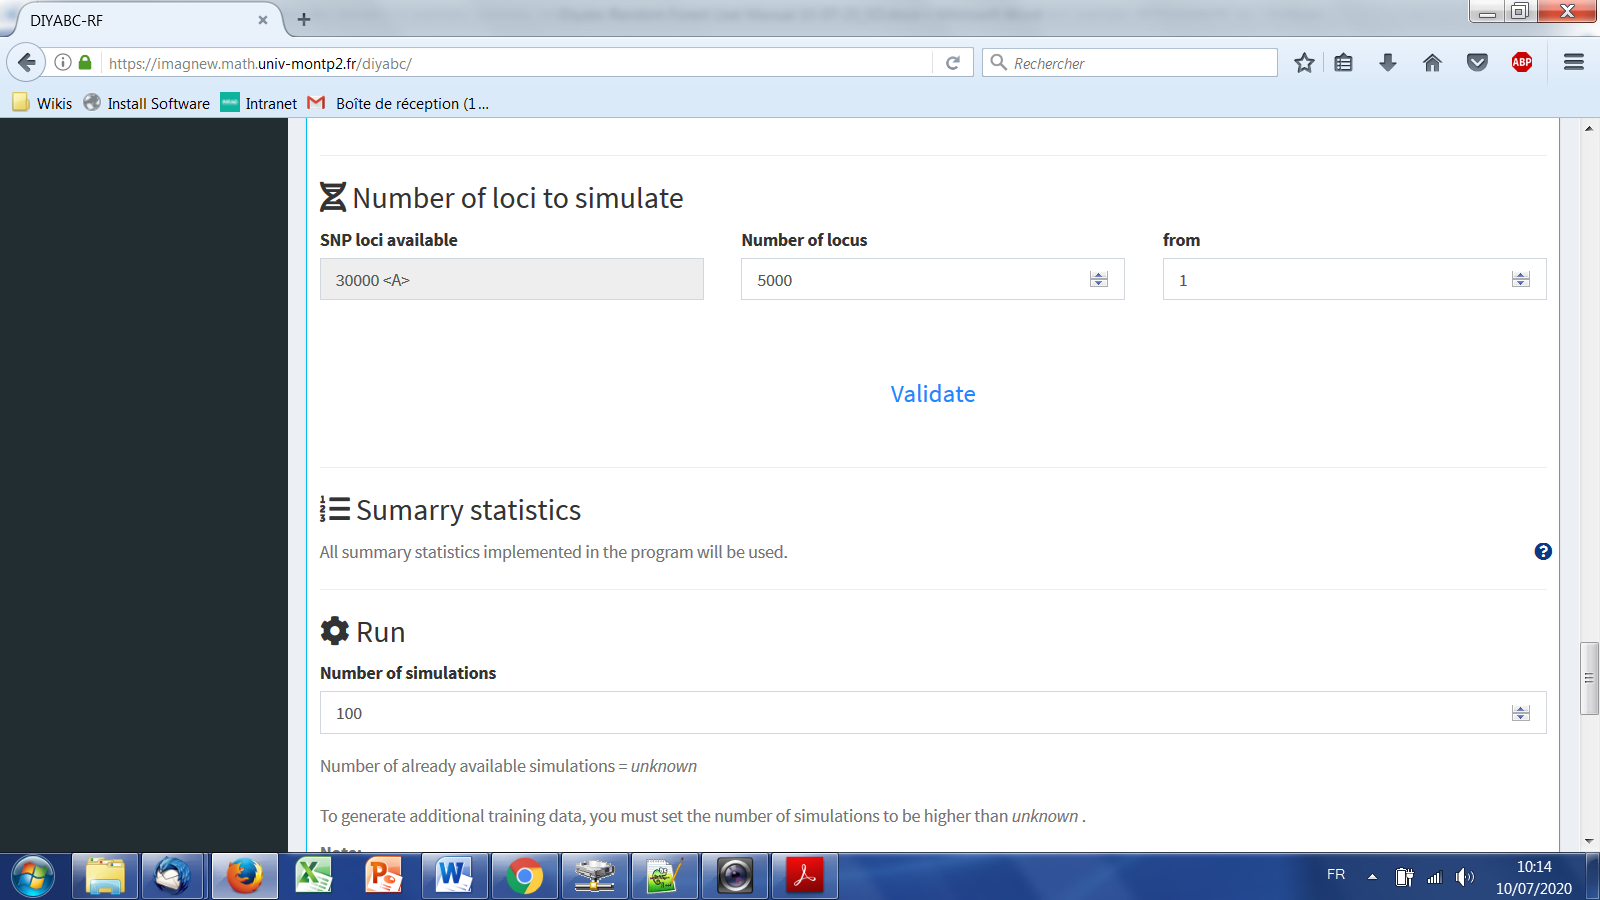 DIYABC-RF
https://imagnew.math.univ-montp2.fr/diyabc/
Rechercher
ABP
Wikis
Install Software
Intranet
Boîte de réception (1 ...
Number of loci to simulate
SNP loci available
Number of locus
from
30000 <A>
5000
1
Validate
Sumarry statistics
All summary statistics implemented in the program will be used.
Run
Number of simulations
100
Number of already available simulations = unknown
To generate additional training data, you must set the number of simulations to be higher than unknown .
Note:
FR
10:14
10/07/2020